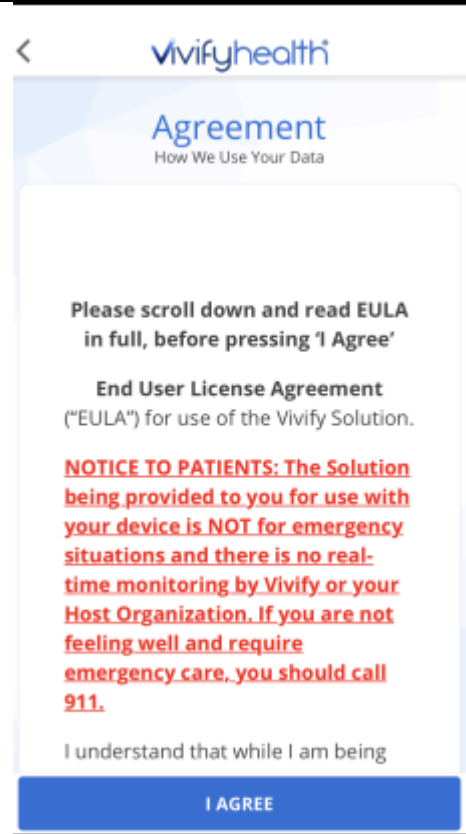 vivifyhealth
Agreement
How We Use Your Data
Please scroll down and read EULA
in full, before pressing ‘I Agree’
End User License Agreement
(“EULA”) for use of the Vivify Solution.
NOTICE TO PATIENTS: The Solution
being provided to you for use with
your device is NOT for emergency
situations and there is no real-
time monitoring by Vivify or your
Host Organization. If you are not
feeling well and require
emergency care, you should call
911.
I understand that while I am being
I AGREE